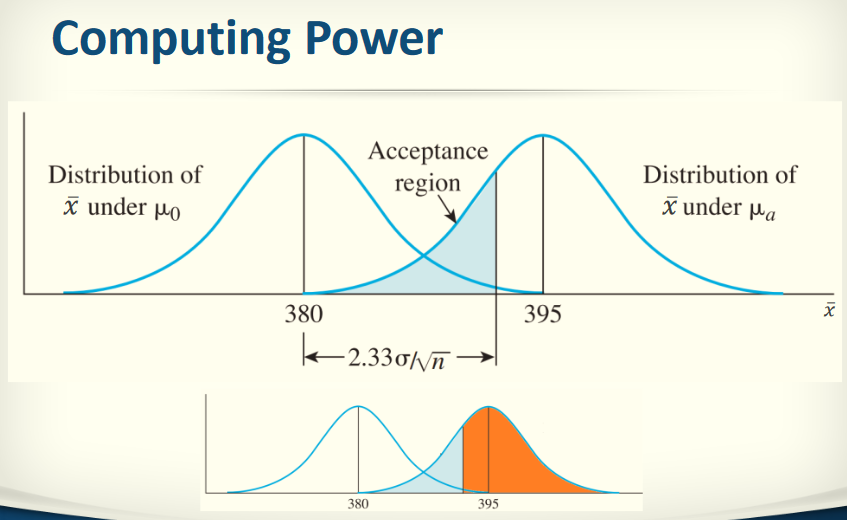 Computing Power
Distribution of
x̄ under μ₀
Acceptance
region
Distribution of
x̄ under μₐ
380
395
x̄
2.33σ/√n
380
395